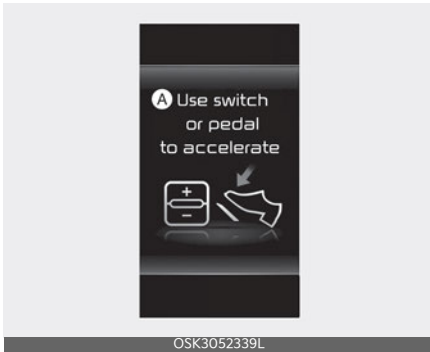 A Use switch
or pedal
to accelerate
+
-
OSK3052339L